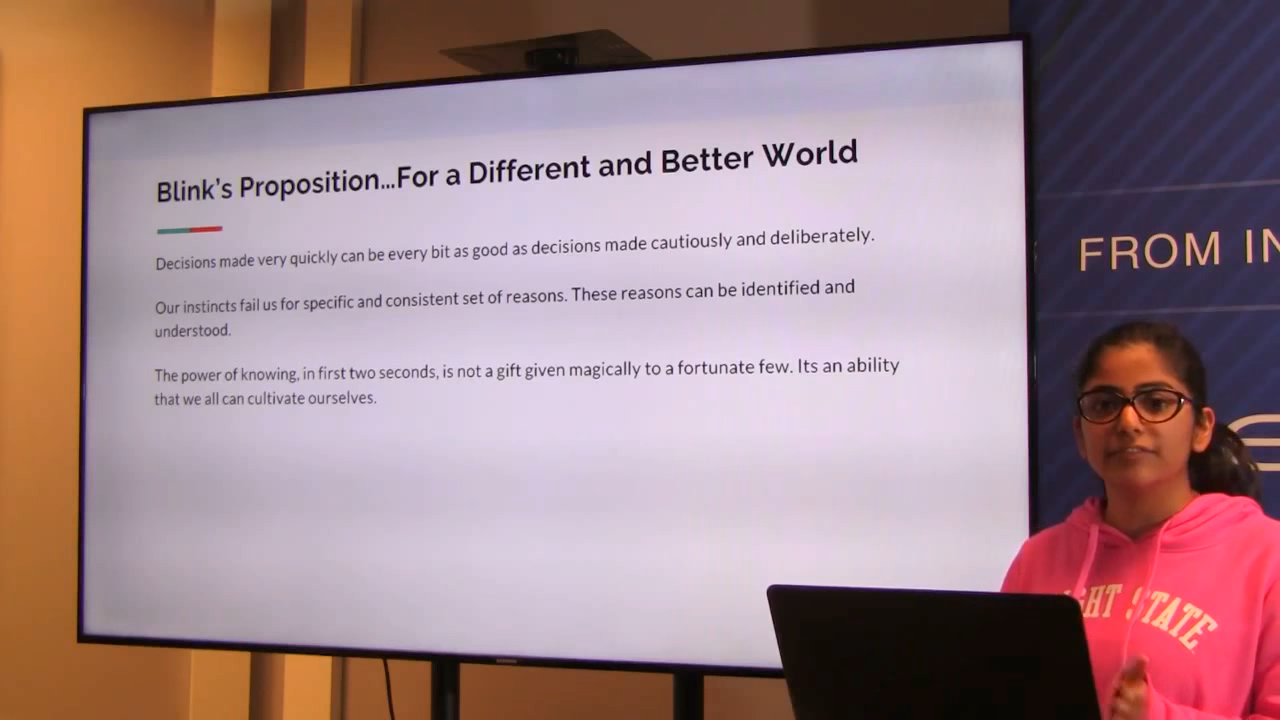 Blink's Proposition...For a Different and Better World
Decisions made very quickly can be every bit as good as decisions made cautiously and deliberately.
Our instincts fail us for specific and consistent set of reasons. These reasons can be identified and
understood.
The power of knowing, in first two seconds, is not a gift given magically to a fortunate few. Its an ability
that we all can cultivate ourselves.
FROM
STATE